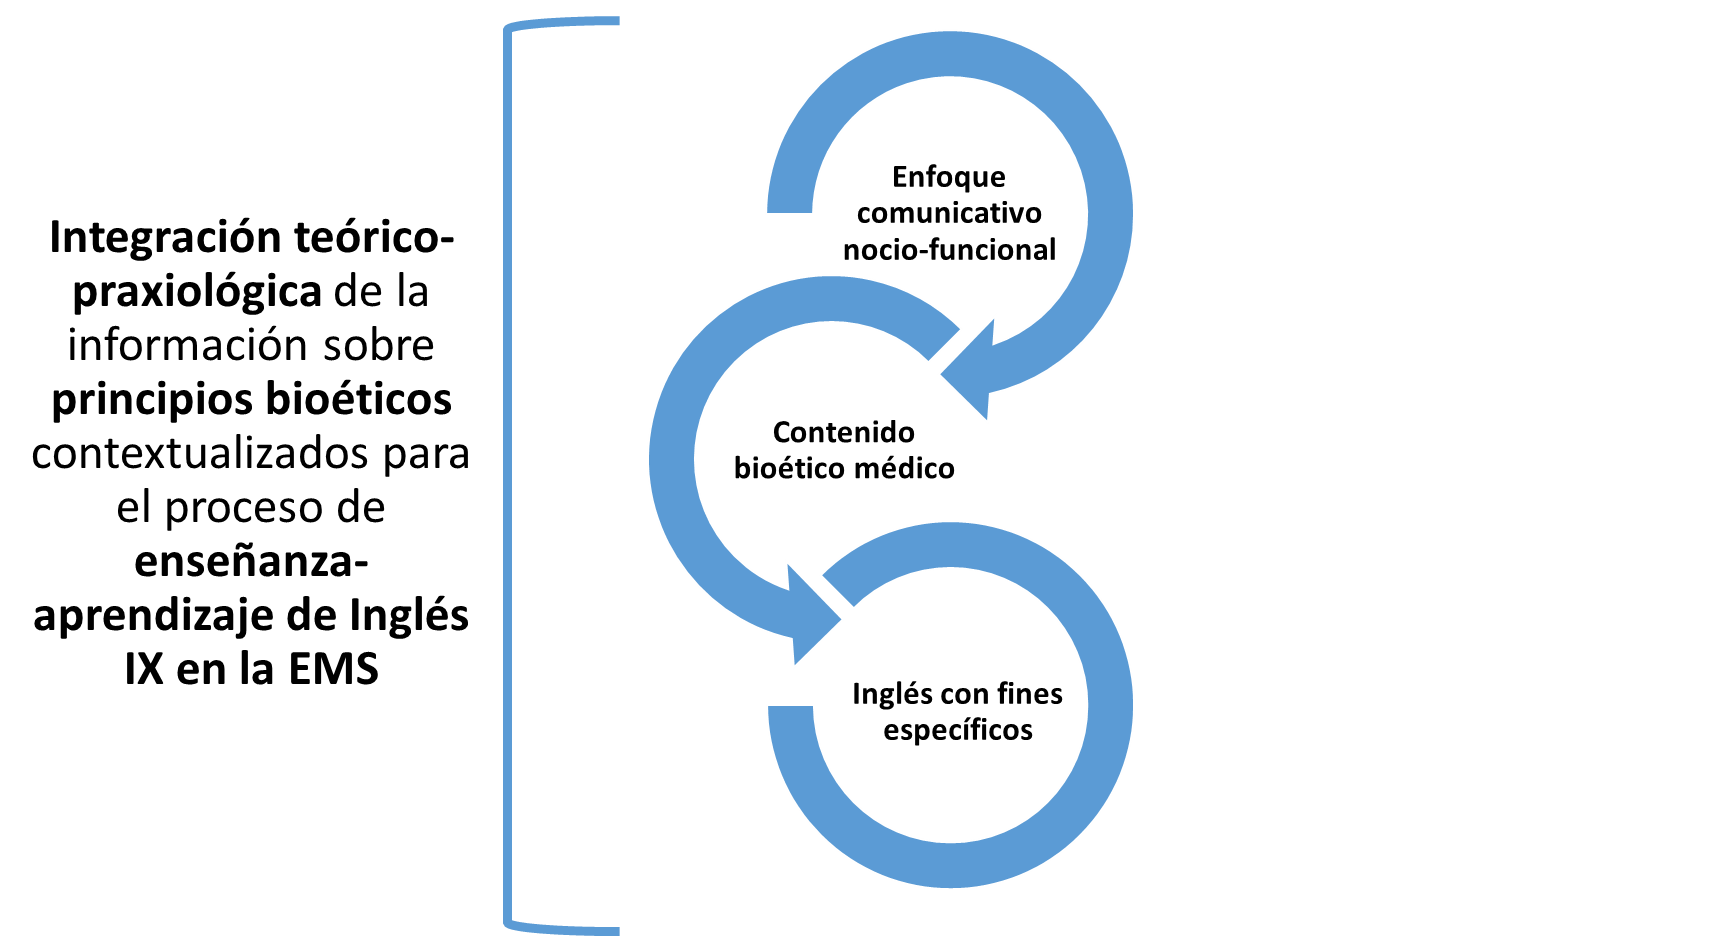 Integración teórico-
praxiológica de la
información sobre
principios bioéticos
contextualizados para
el proceso de
enseñanza-
aprendizaje de Inglés
IX en la EMS
Enfoque
comunicativo
nocio-funcional
Contenido
bioético médico
Inglés con fines
específicos